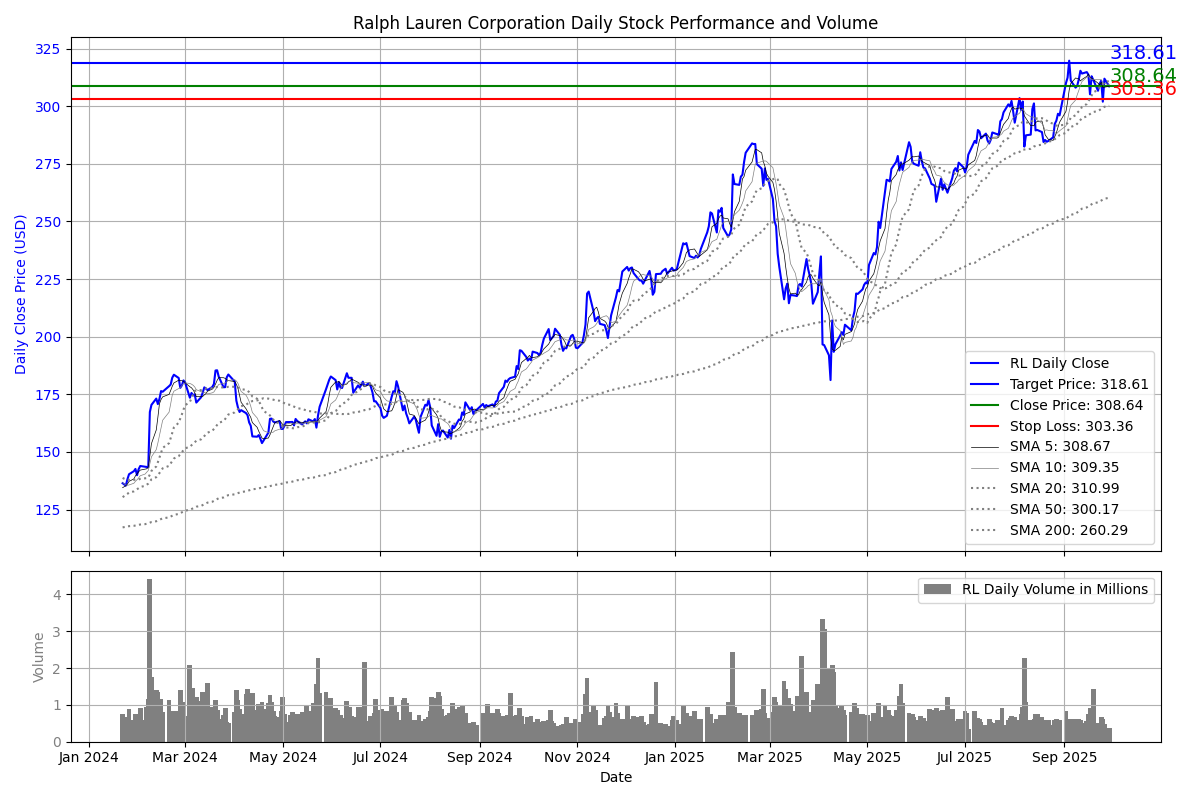 Ralph Lauren Corporation Daily Stock Performance and Volume
Daily Close Price (USD)
325
300
275
250
225
200
175
150
125
318.61
308.64
303.36
RL Daily Close
Target Price: 318.61
Close Price: 308.64
Stop Loss: 303.36
SMA 5: 308.67
SMA 10: 309.35
SMA 20: 310.99
SMA 50: 300.17
SMA 200: 260.29
Volume
4
3
2
1
0
RL Daily Volume in Millions
Jan 2024 Mar 2024 May 2024 Jul 2024 Sep 2024 Nov 2024 Jan 2025 Mar 2025 May 2025 Jul 2025 Sep 2025
Date